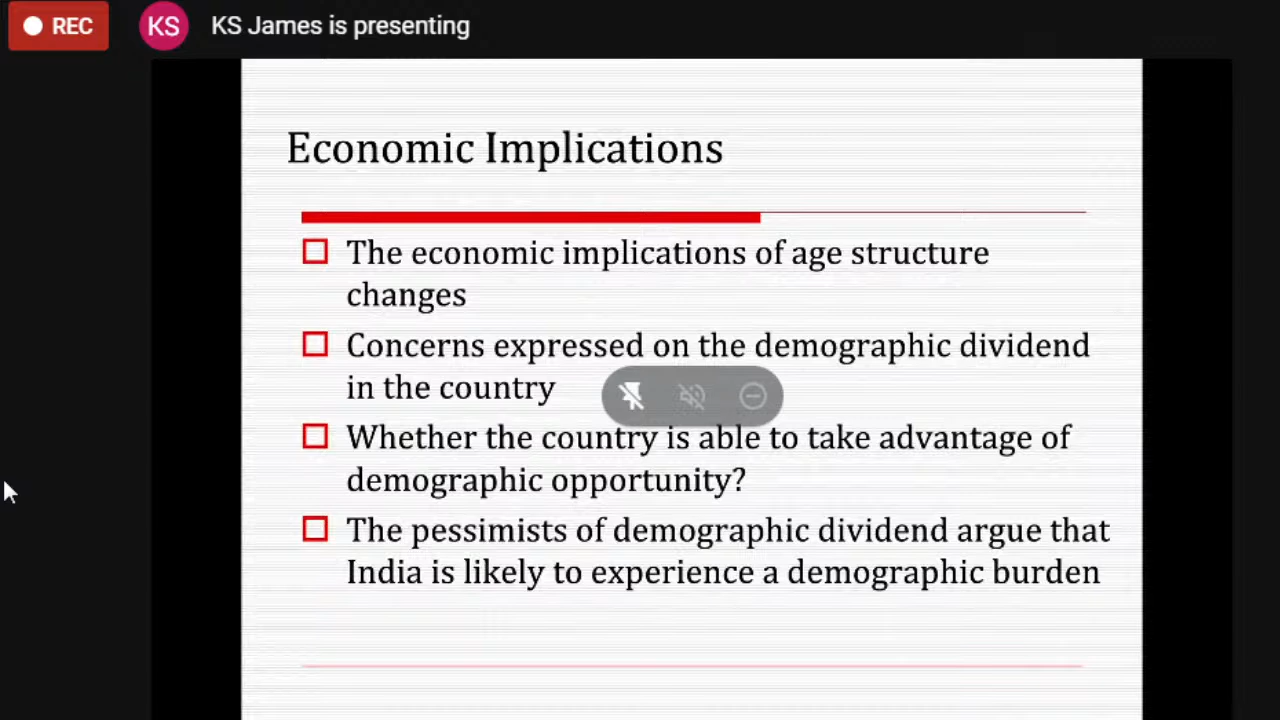 REC
KS
KS James is presenting
Economic Implications
The economic implications of age structure
changes
Concerns expressed on the demographic dividend
in the country
Whether the country is able to take advantage of
demographic opportunity?
The pessimists of demographic dividend argue that
India is likely to experience a demographic burden